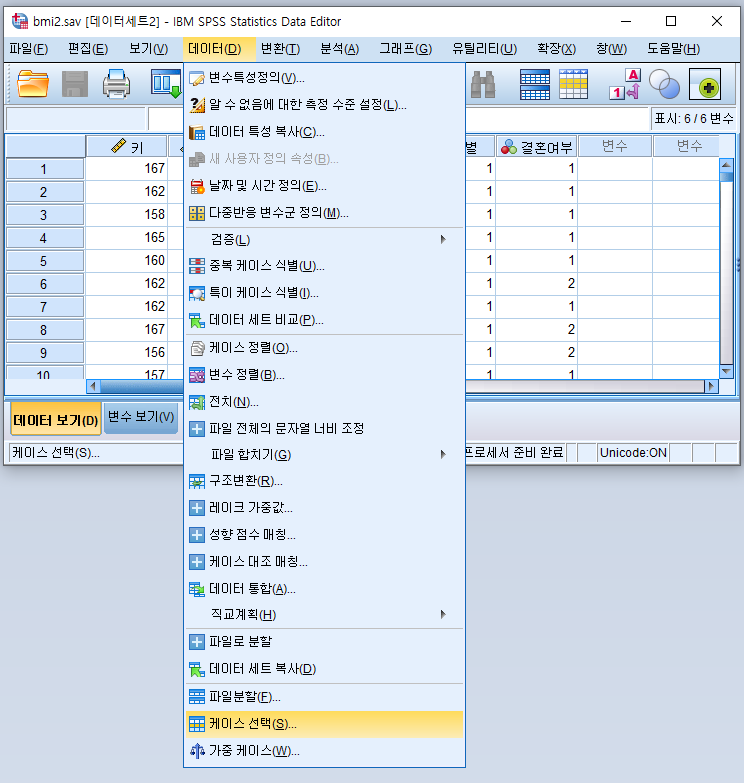 bmi2.sav [데이터세트2] - IBM SPSS Statistics Data Editor
파일(F) 편집(E) 보기(V) 데이터(D) 변환(T) 분석(A) 그래프(G) 유틸리티(U) 확장(X) 창(W) 도움말(H)
표시: 6 / 6 변수
키 별 결혼여부 변수 변수
1 167 1 1
2 162 1 1
3 158 1 1
4 165 1 1
5 160 1 1
6 162 1 2
7 162 1 1
8 167 1 2
9 156 1 2
10 157 1 1
변수특성정의(V)...
알 수 없음에 대한 측정 수준 설정(L)...
데이터 특성 복사(C)...
새 사용자 정의 속성(B)...
날짜 및 시간 정의(E)...
다중반응 변수군 정의(M)...
검증(L)
중복 케이스 식별(U)...
특이 케이스 식별(I)...
데이터 세트 비교(P)...
케이스 정렬(O)...
변수 정렬(B)...
전치(N)...
파일 전체의 문자열 너비 조정
파일 합치기(G)
구조변환(R)...
레이크 가중값...
성향 점수 매칭...
케이스 대조 매칭...
데이터 통합(A)...
직교계획(H)
파일로 분할
데이터 세트 복사(D)
파일분할(F)...
케이스 선택(S)...
가중 케이스(W)...
데이터 보기(D) 변수 보기(V)
케이스 선택(S)... 프로세서 준비 완료 Unicode:ON